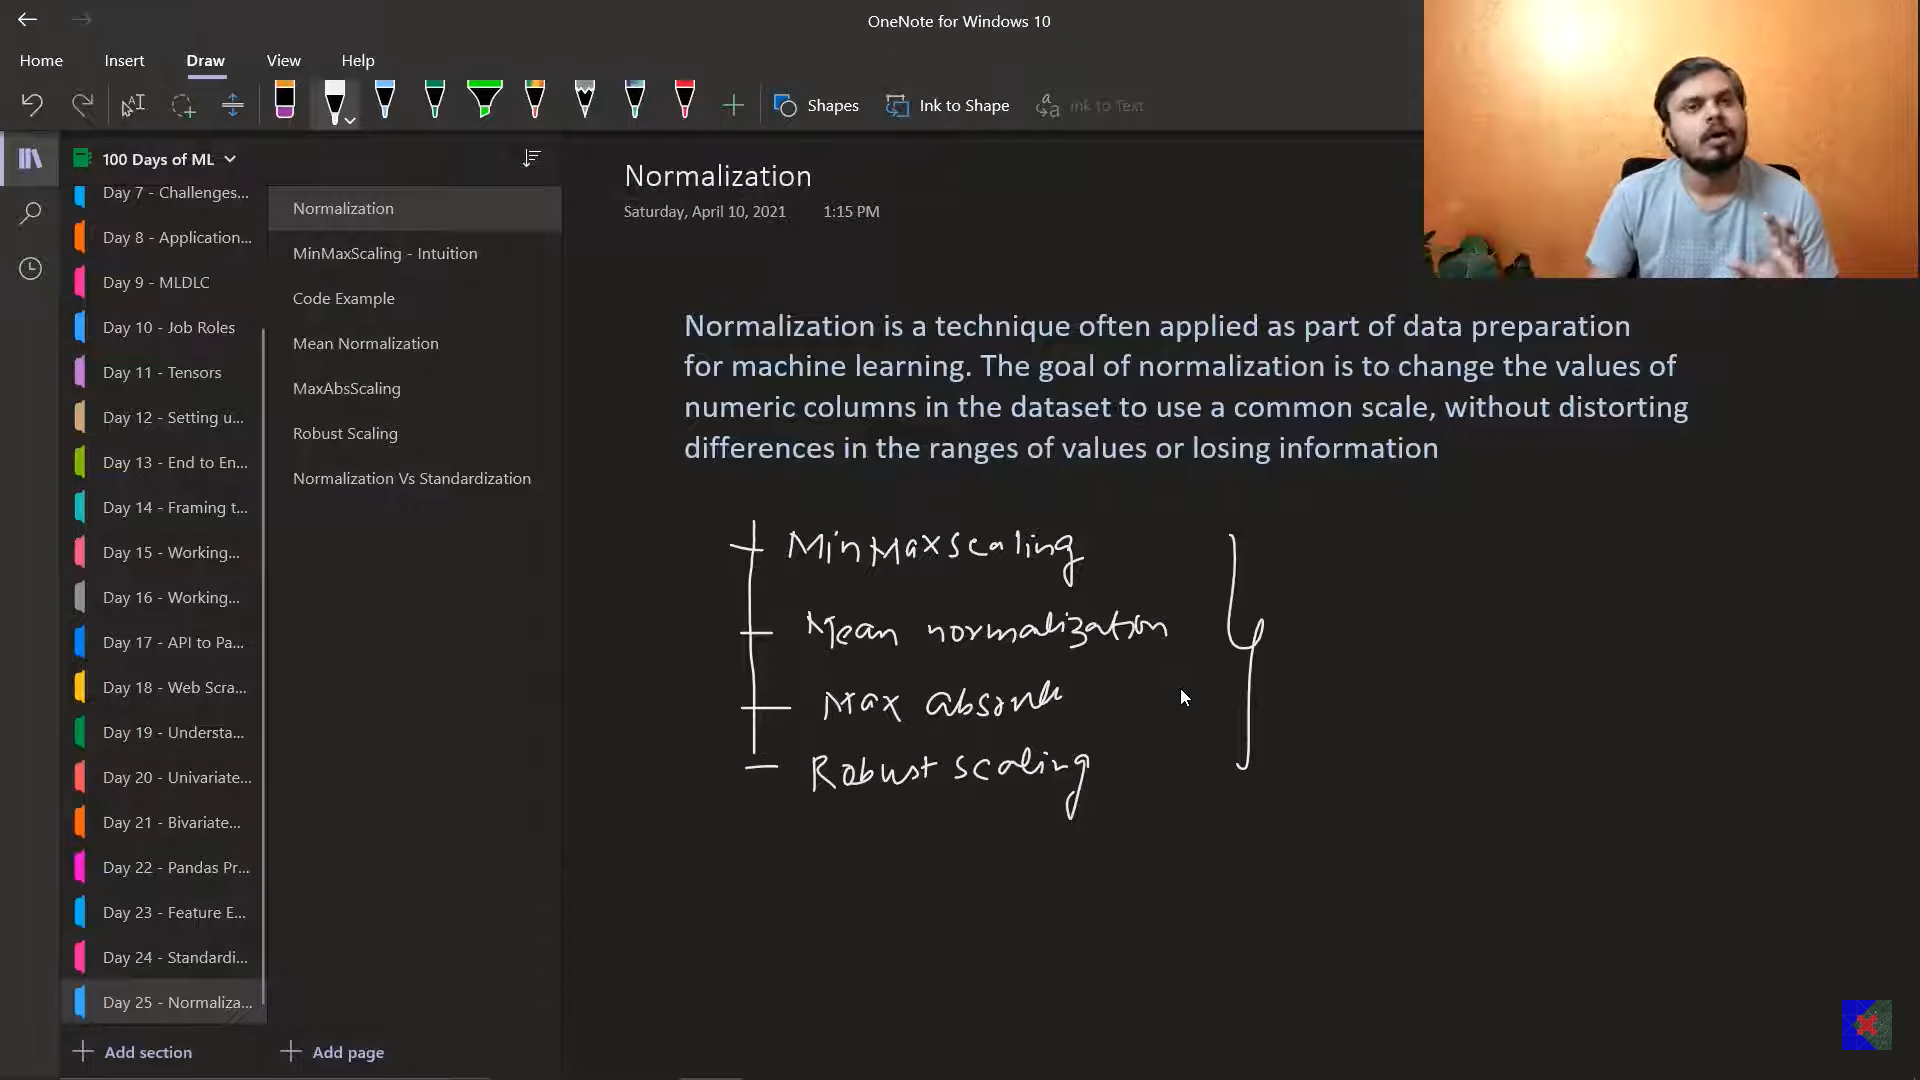 OneNote for Windows 10
Home Insert Draw View Help
Shapes Ink to Shape Ink to Text
100 Days of ML
Day 7 - Challenges...
Day 8 - Application...
Day 9 - MLDLC
Day 10 - Job Roles
Day 11 - Tensors
Day 12 - Setting u...
Day 13 - End to En...
Day 14 - Framing t...
Day 15 - Working...
Day 16 - Working...
Day 17 - API to Pa...
Day 18 - Web Scra...
Day 19 - Understa...
Day 20 - Univariate...
Day 21 - Bivariate...
Day 22 - Pandas Pr...
Day 23 - Feature E...
Day 24 - Standardi...
Day 25 - Normaliza...
Add section
Normalization
MinMaxScaling - Intuition
Code Example
Mean Normalization
MaxAbsScaling
Robust Scaling
Normalization Vs Standardization
Add page
Normalization
Saturday, April 10, 2021 1:15 PM
Normalization is a technique often applied as part of data preparation
for machine learning. The goal of normalization is to change the values of
numeric columns in the dataset to use a common scale, without distorting
differences in the ranges of values or losing information
MinMaxscaling
Mean normalization
Max
Robust scaling